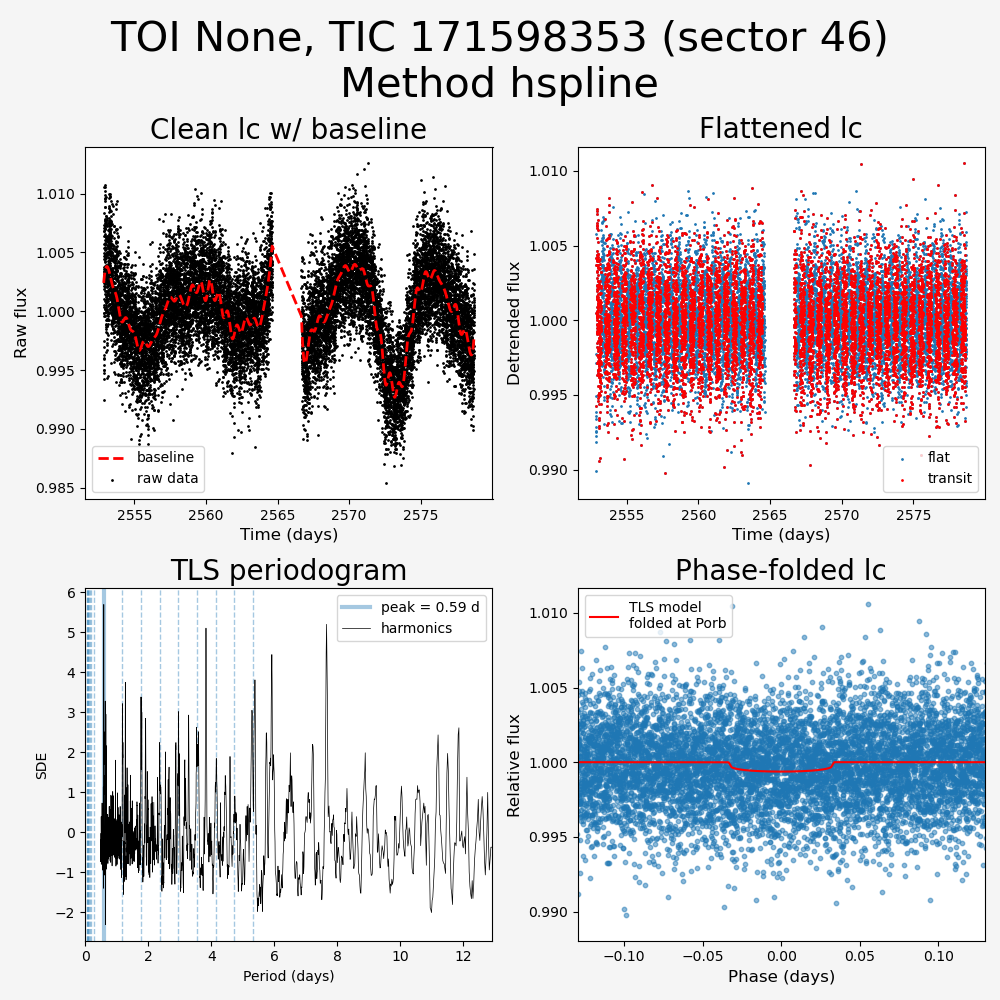 TOI None, TIC 171598353 (sector 46)
Method hspline
Clean lc w/ baseline
Raw flux
1.010
1.005
1.000
0.995
0.990
0.985
baseline
raw data
2555 2560 2565 2570 2575
Time (days)
Flattened lc
Detrended flux
1.010
1.005
1.000
0.995
0.990
flat
transit
2555 2560 2565 2570 2575
Time (days)
TLS periodogram
SDE
6
5
4
3
2
1
0
−1
−2
peak = 0.59 d
harmonics
0 2 4 6 8 10 12
Period (days)
Phase-folded lc
Relative flux
1.010
1.005
1.000
0.995
0.990
TLS model
folded at Porb
−0.10 −0.05 0.00 0.05 0.10
Phase (days)